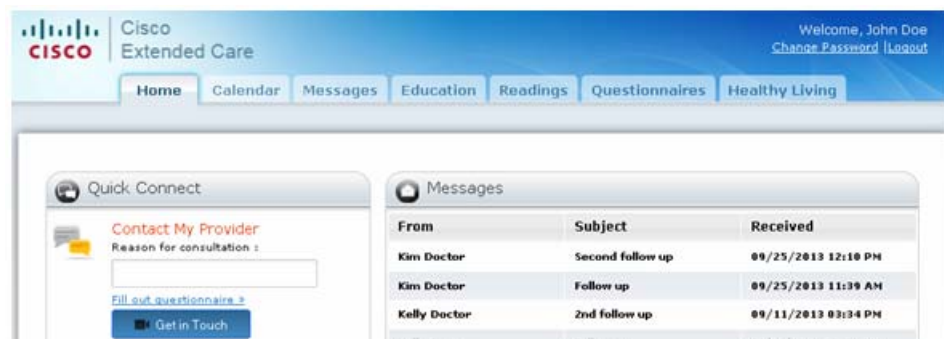 CISCO
Cisco
Extended Care
Welcome, John Doe
Change Password |Logout
Home Calendar Messages Education Readings Questionnaires Healthy Living
Quick Connect
Contact My Provider
Reason for consultation :
Fill out questionnaire »
Get in Touch
Messages
From Subject Received
Kim Doctor Second follow up 09/25/2013 12:10 PM
Kim Doctor Follow up 09/25/2013 11:39 AM
Kelly Doctor 2nd follow up 09/11/2013 03:34 PM